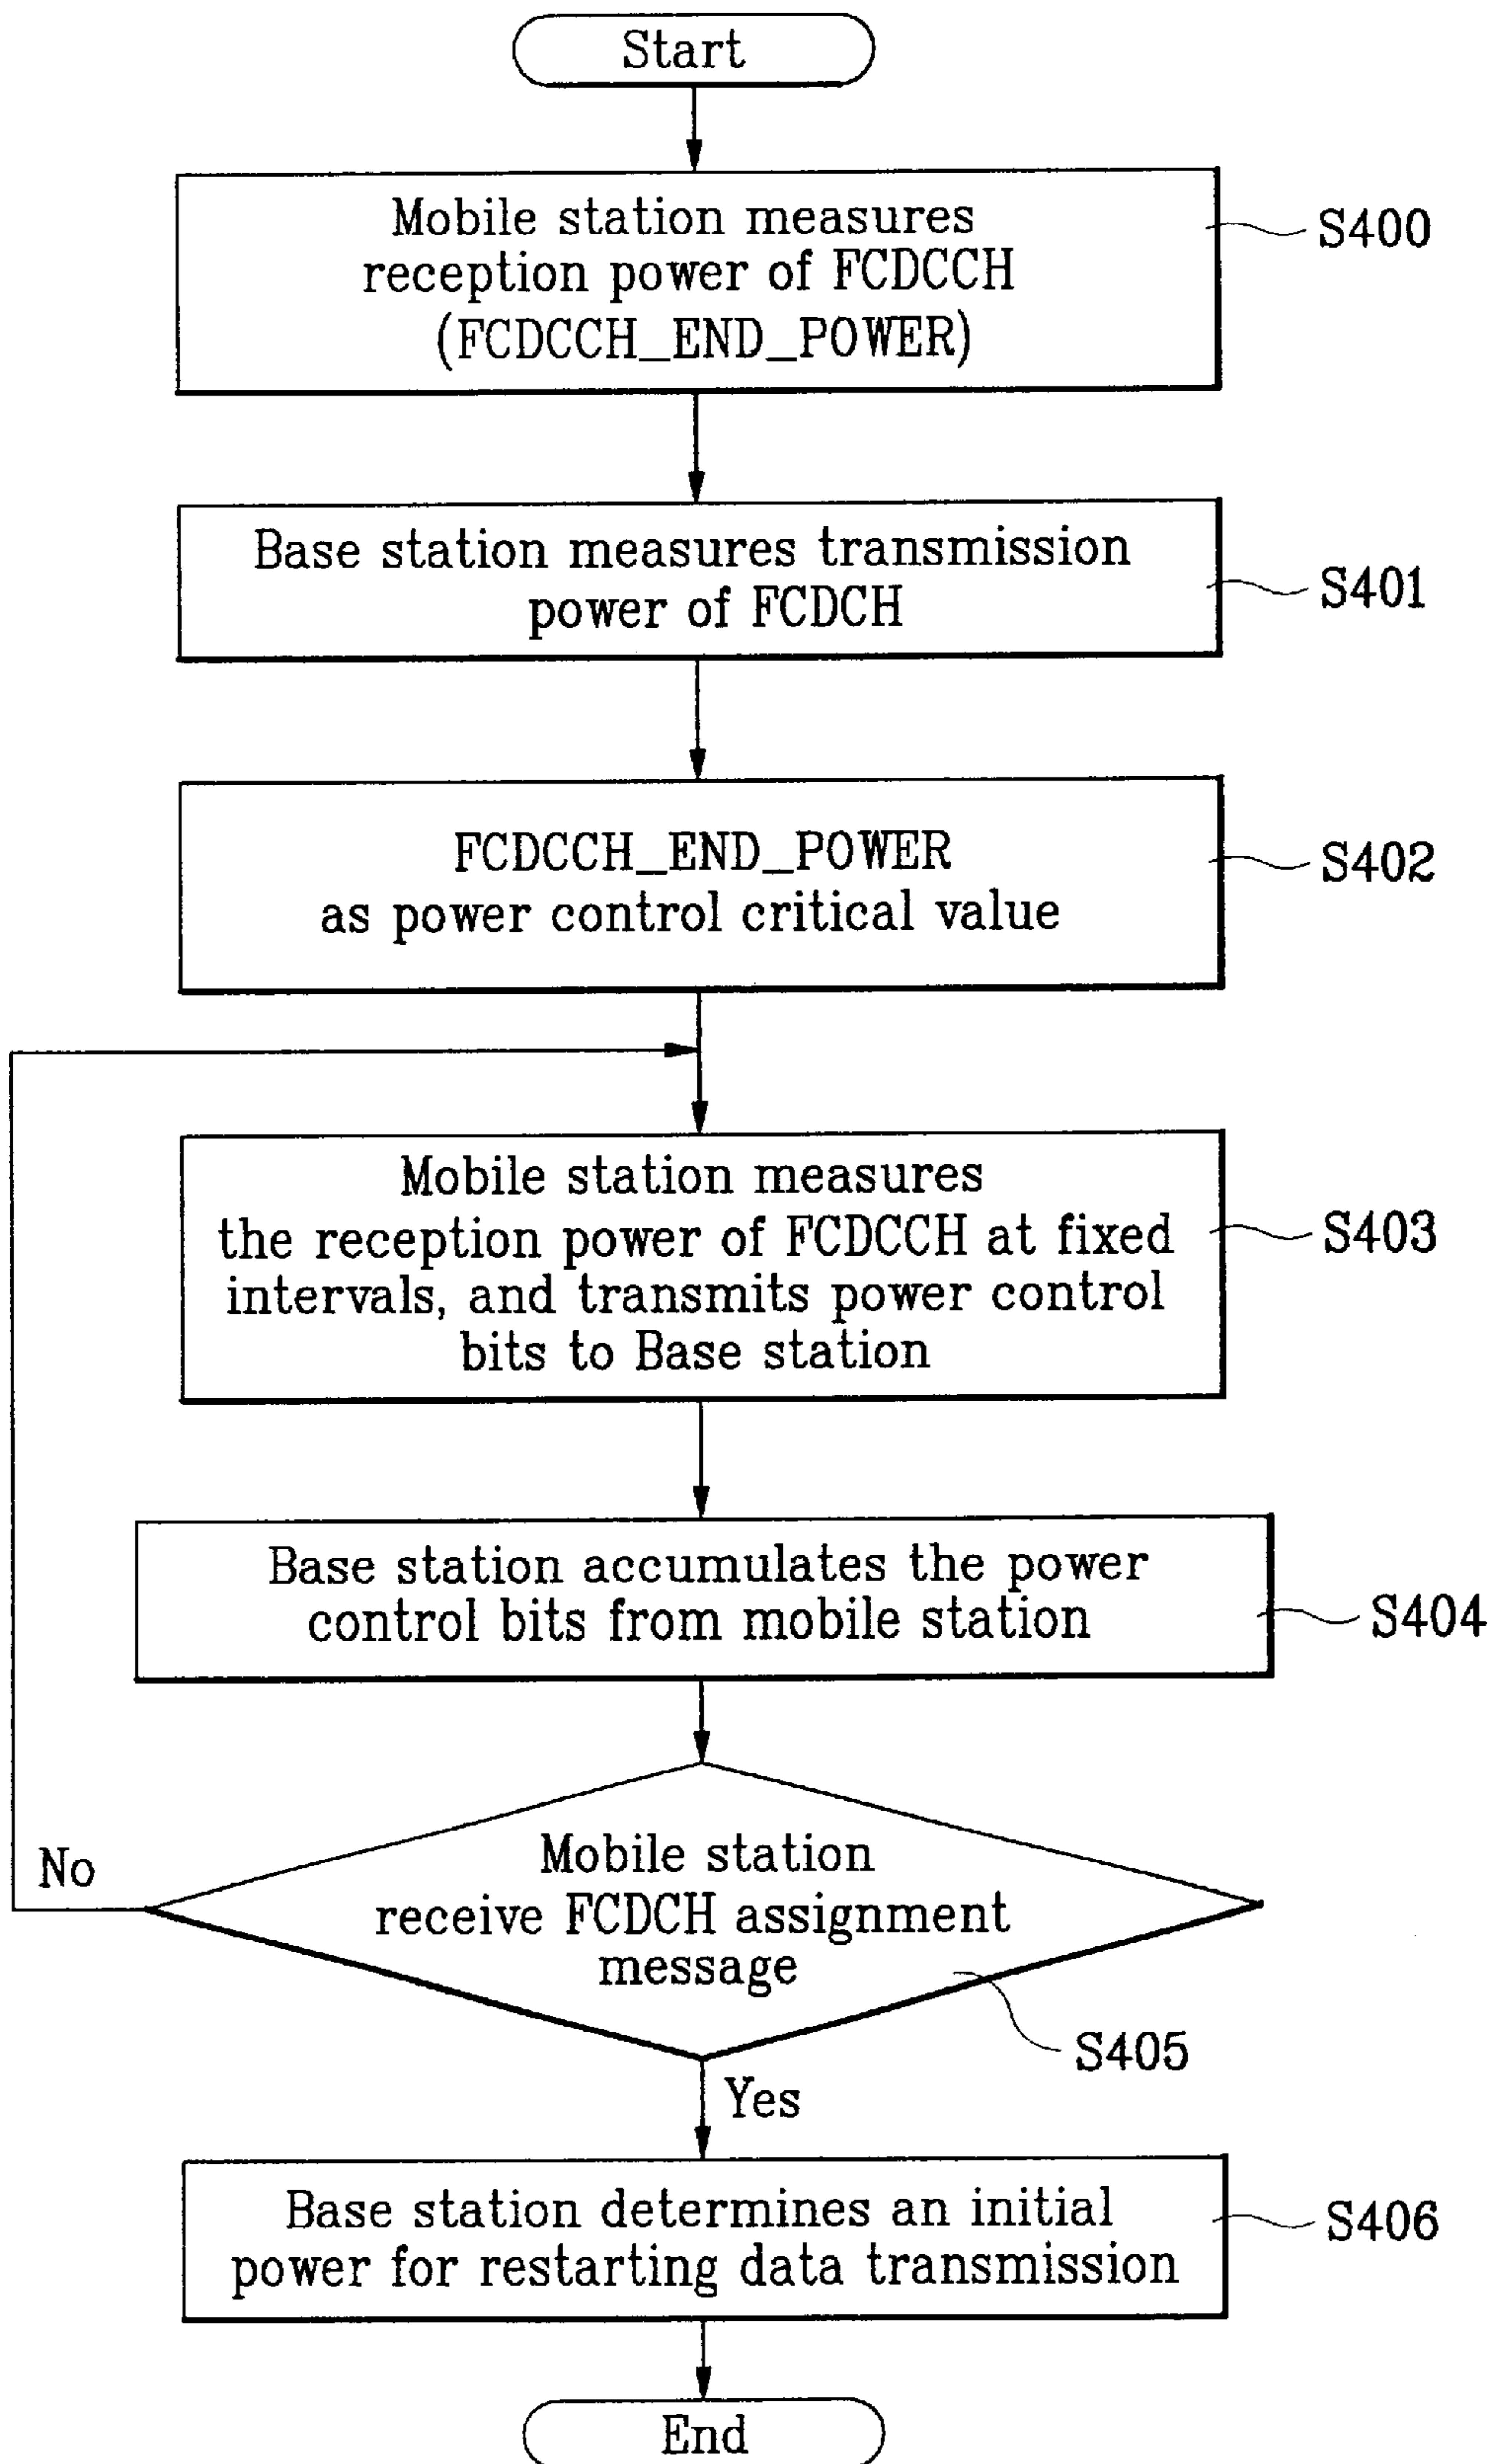 Start
Mobile station measures
reception power of FCDCCH
(FCDCCH_END_POWER)
S400
Base station measures transmission
power of FCDCH
S401
FCDCCH_END_POWER
as power control critical value
S402
Mobile station measures
the reception power of FCDCCH at fixed
intervals, and transmits power control
bits to Base station
S403
Base station accumulates the power
control bits from mobile station
S404
No
Mobile station
receive FCDCH assignment
message
S405
Yes
Base station determines an initial
power for restarting data transmission
S406
End